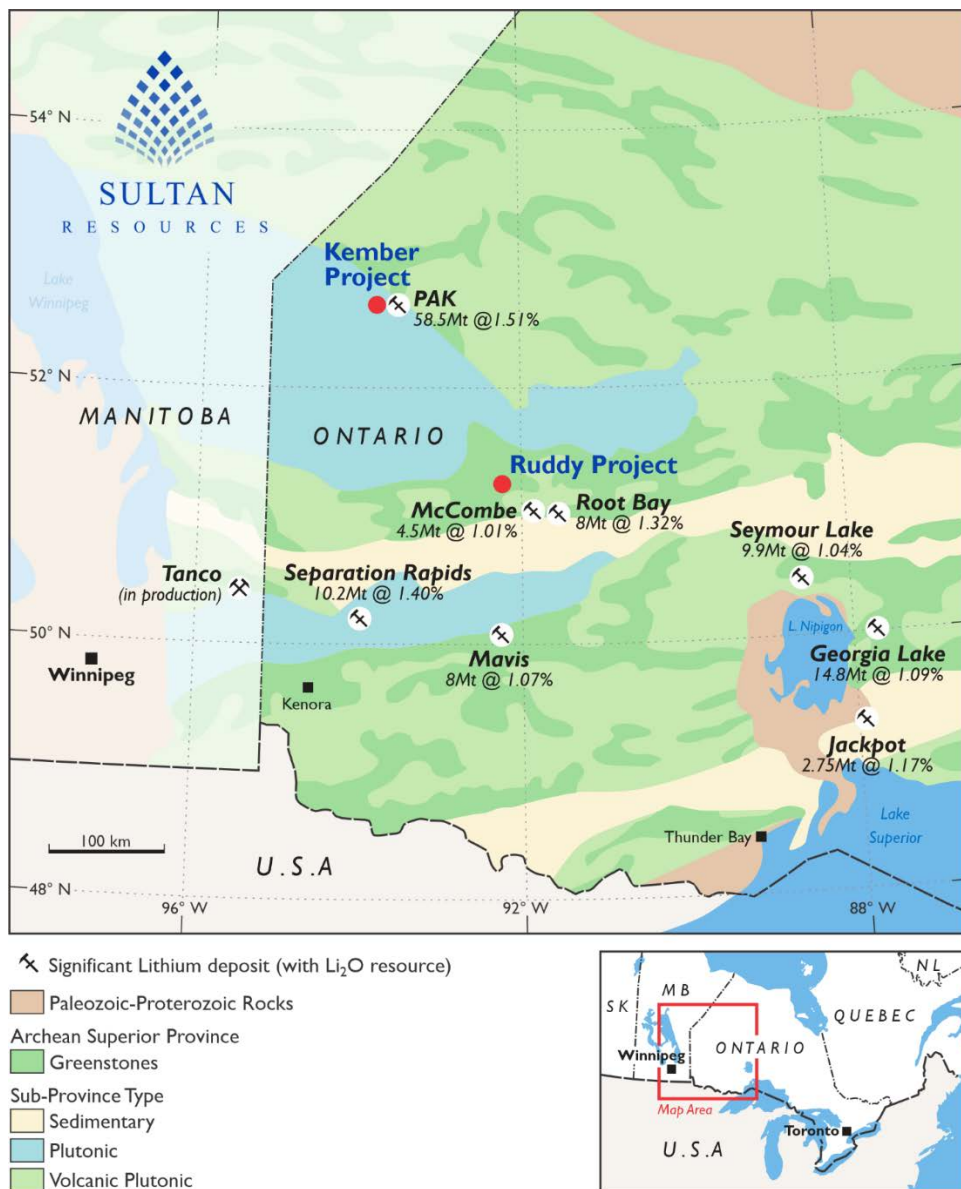 54° N
SULTAN
RESOURCES
Lake
Winnipeg
Kember
Project
PAK
58.5Mt @1.51%
52° N
MANITOBA
ONTARIO
Ruddy Project
McCombe
4.5Mt @ 1.01%
Root Bay
8Mt @ 1.32%
Seymour Lake
9.9Mt @ 1.04%
Tanco
(in production)
Separation Rapids
10.2Mt @ 1.40%
50° N
Winnipeg
Mavis
8Mt @ 1.07%
L. Nipigon
Georgia Lake
14.8Mt @ 1.09%
Kenora
Jackpot
2.75Mt @ 1.17%
100 km
Thunder Bay
Lake
Superior
U.S.A
48° N
96° W
92° W
88° W
Significant Lithium deposit (with Li₂O resource)
Paleozoic-Proterozoic Rocks
Archean Superior Province
Greenstones
Sub-Province Type
Sedimentary
Plutonic
Volcanic Plutonic
NL
MB
SK
QUEBEC
ONTARIO
Winnipeg
Map Area
Toronto
U.S.A